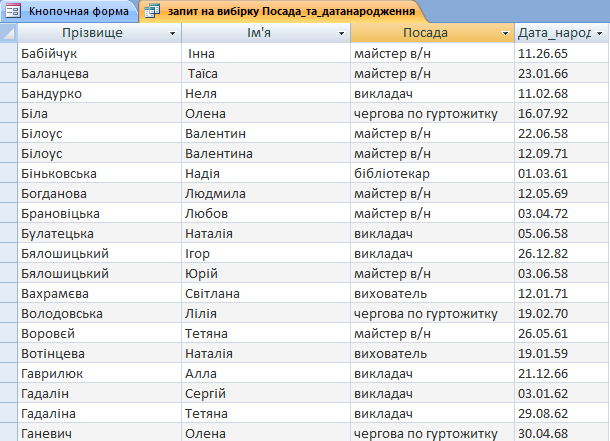 Кнопочная форма запит на вибірку Посада_та_датанародження
Прізвище Ім'я Посада Дата_народ
Бабійчук Інна майстер в/н 11.26.65
Баланцева Таїса майстер в/н 23.01.66
Бандурко Неля викладач 11.02.68
Біла Олена чергова по гуртожитку 16.07.92
Білоус Валентин майстер в/н 22.06.58
Білоус Валентина майстер в/н 12.09.71
Біньковська Надія бібліотекар 01.03.61
Богданова Людмила майстер в/н 12.05.69
Брановіцька Любов майстер в/н 03.04.72
Булатецька Наталія викладач 05.06.58
Бялошицький Ігор викладач 26.12.82
Бялошицький Юрій майстер в/н 03.06.58
Вахрамєва Світлана вихователь 12.01.71
Володовська Лілія чергова по гуртожитку 19.02.70
Воровєй Тетяна майстер в/н 26.05.61
Вотінцева Наталія вихователь 19.01.59
Гаврилюк Алла викладач 21.12.66
Гадалін Сергій викладач 03.01.62
Гадаліна Тетяна викладач 29.08.62
Ганевич Олена чергова по гуртожитку 30.04.68